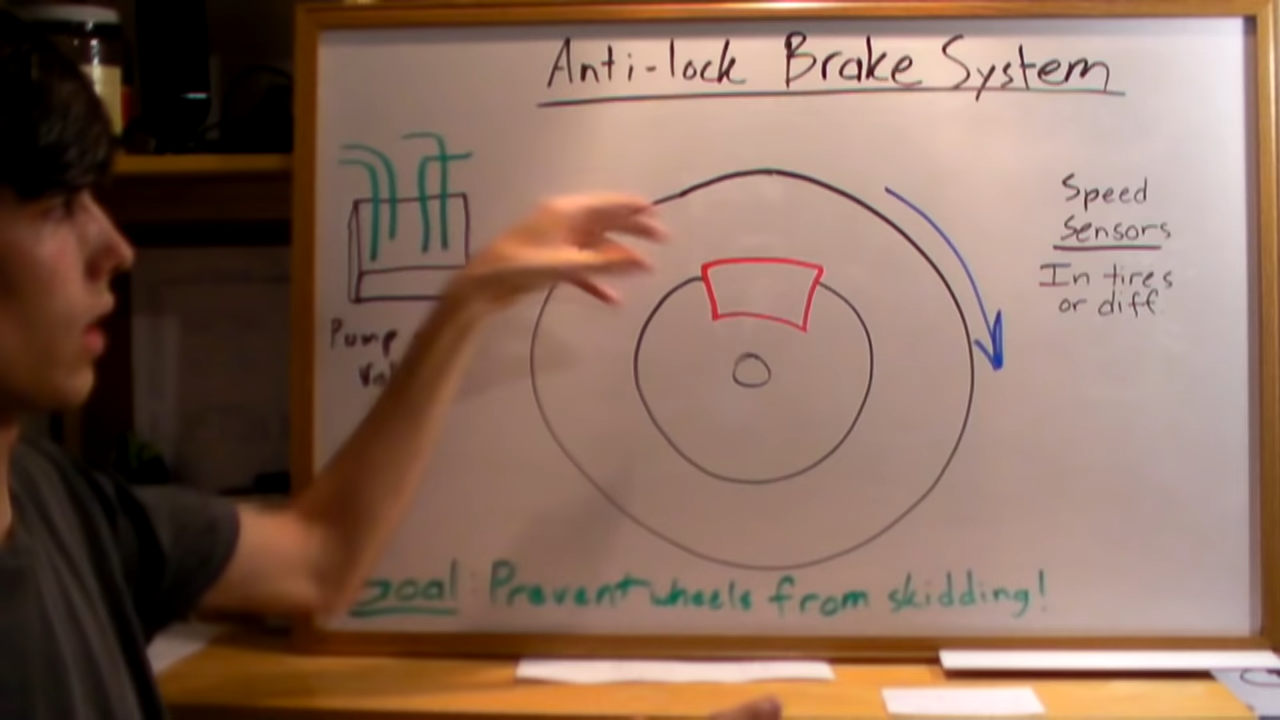 Anti-lock Brake System
Speed
Sensors
In tires
or diff
Pump
Goal: Prevent wheels from skidding!